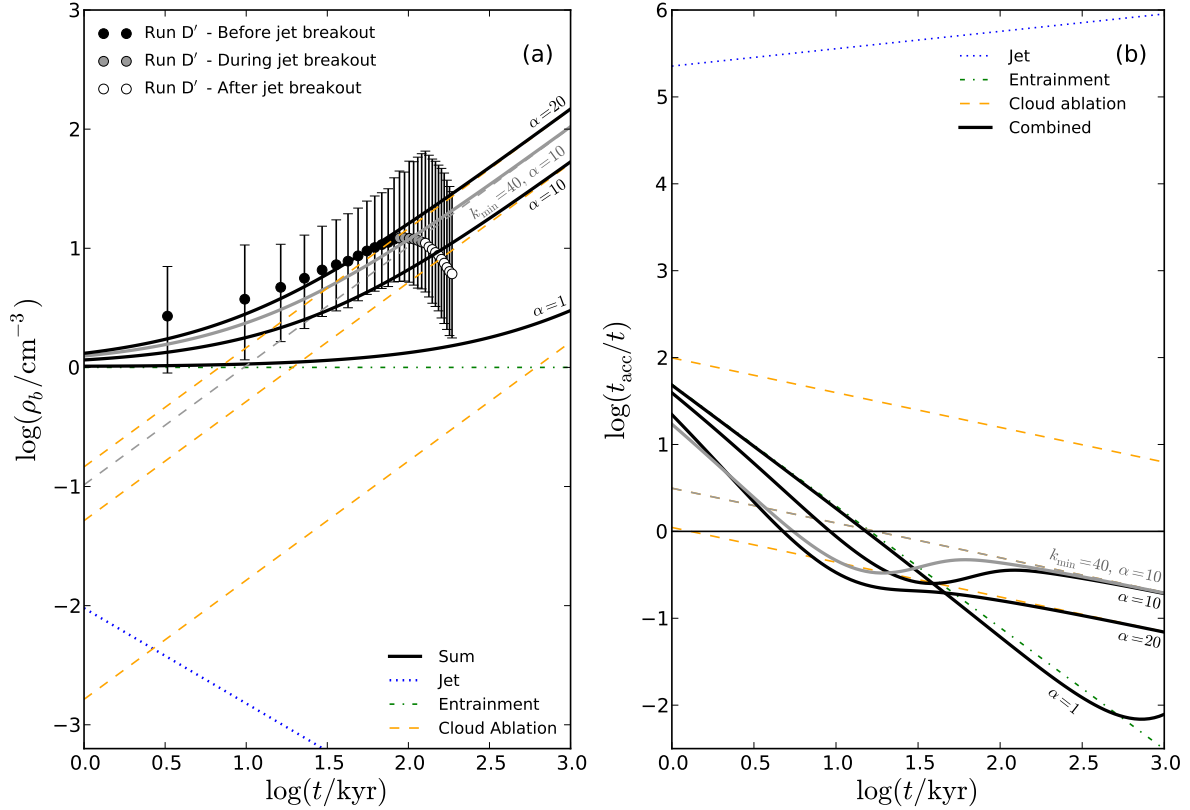 (a)
Run D′ - Before jet breakout
Run D′ - During jet breakout
Run D′ - After jet breakout
α=20
k_min=40, α=10
α=10
α=1
Sum
Jet
Entrainment
Cloud Ablation
3
2
1
0
−1
−2
−3
0.0 0.5 1.0 1.5 2.0 2.5 3.0
log(ρ_b/cm⁻³)
log(t/kyr)
(b)
Jet
Entrainment
Cloud ablation
Combined
k_min=40, α=10
α=10
α=20
α=1
6
5
4
3
2
1
0
−1
−2
0.0 0.5 1.0 1.5 2.0 2.5 3.0
log(t_acc/t)
log(t/kyr)